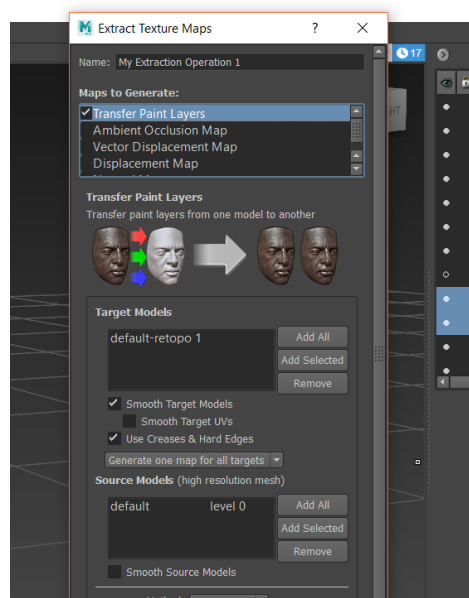 Extract Texture Maps ? ×
17
Name: My Extraction Operation 1
Maps to Generate:
Transfer Paint Layers
Ambient Occlusion Map
Vector Displacement Map
Displacement Map
Transfer Paint Layers
Transfer paint layers from one model to another
Target Models
default-retopo 1
Add All
Add Selected
Remove
Smooth Target Models
Smooth Target UVs
Use Creases & Hard Edges
Generate one map for all targets
Source Models (high resolution mesh)
default level 0
Add All
Add Selected
Remove
Smooth Source Models